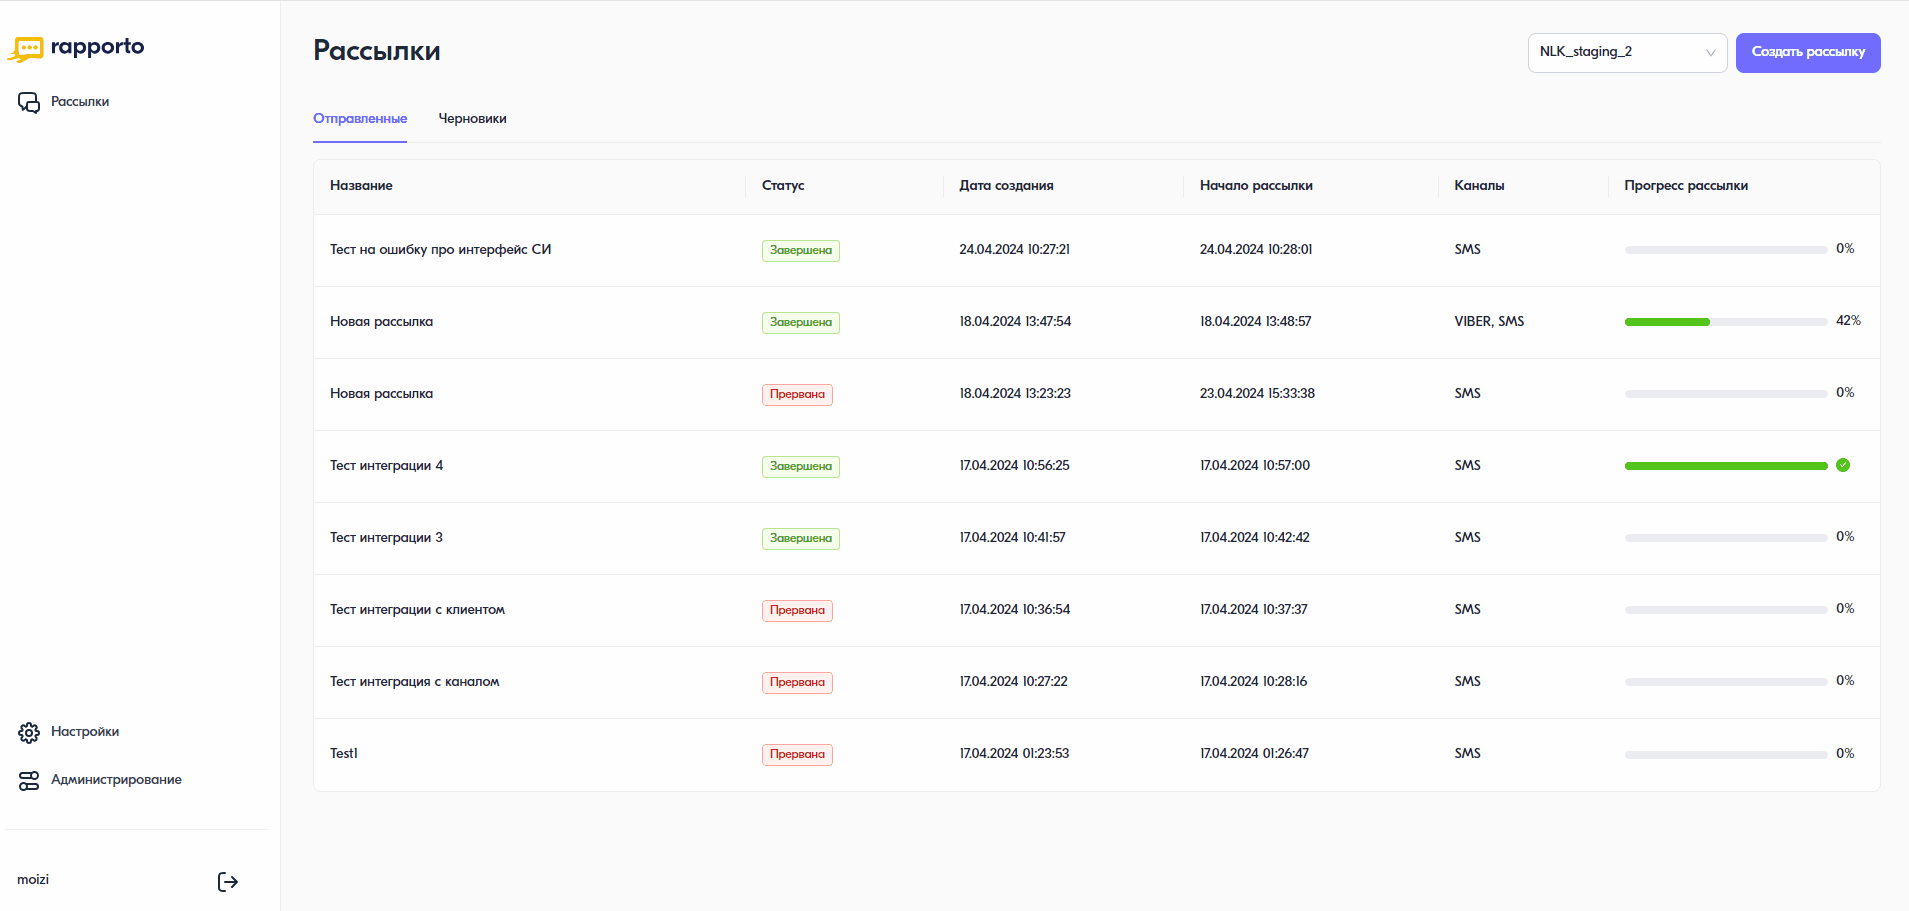 rapporto
Рассылки
Настройки
Администрирование
moizi
Рассылки
NLK_staging_2
Создать рассылку
Отправленные Черновики
Название Статус Дата создания Начало рассылки Каналы Прогресс рассылки
Тест на ошибку про интерфейс СИ Завершена 24.04.2024 10:27:21 24.04.2024 10:28:01 SMS 0%
Новая рассылка Завершена 18.04.2024 13:47:54 18.04.2024 13:48:57 VIBER, SMS 42%
Новая рассылка Прервана 18.04.2024 13:23:23 23.04.2024 15:33:38 SMS 0%
Тест интеграции 4 Завершена 17.04.2024 10:56:25 17.04.2024 10:57:00 SMS
Тест интеграции 3 Завершена 17.04.2024 10:41:57 17.04.2024 10:42:42 SMS 0%
Тест интеграции с клиентом Прервана 17.04.2024 10:36:54 17.04.2024 10:37:37 SMS 0%
Тест интеграция с каналом Прервана 17.04.2024 10:27:22 17.04.2024 10:28:16 SMS 0%
Test1 Прервана 17.04.2024 01:23:53 17.04.2024 01:26:47 SMS 0%